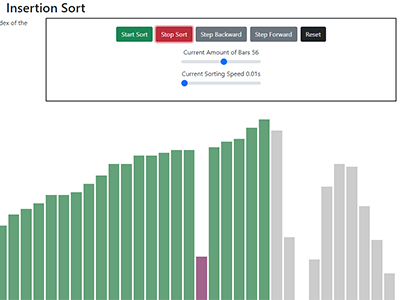 Insertion Sort
dex of the
Start Sort Stop Sort Step Backward Step Forward Reset
Current Amount of Bars 56
Current Sorting Speed 0.01s